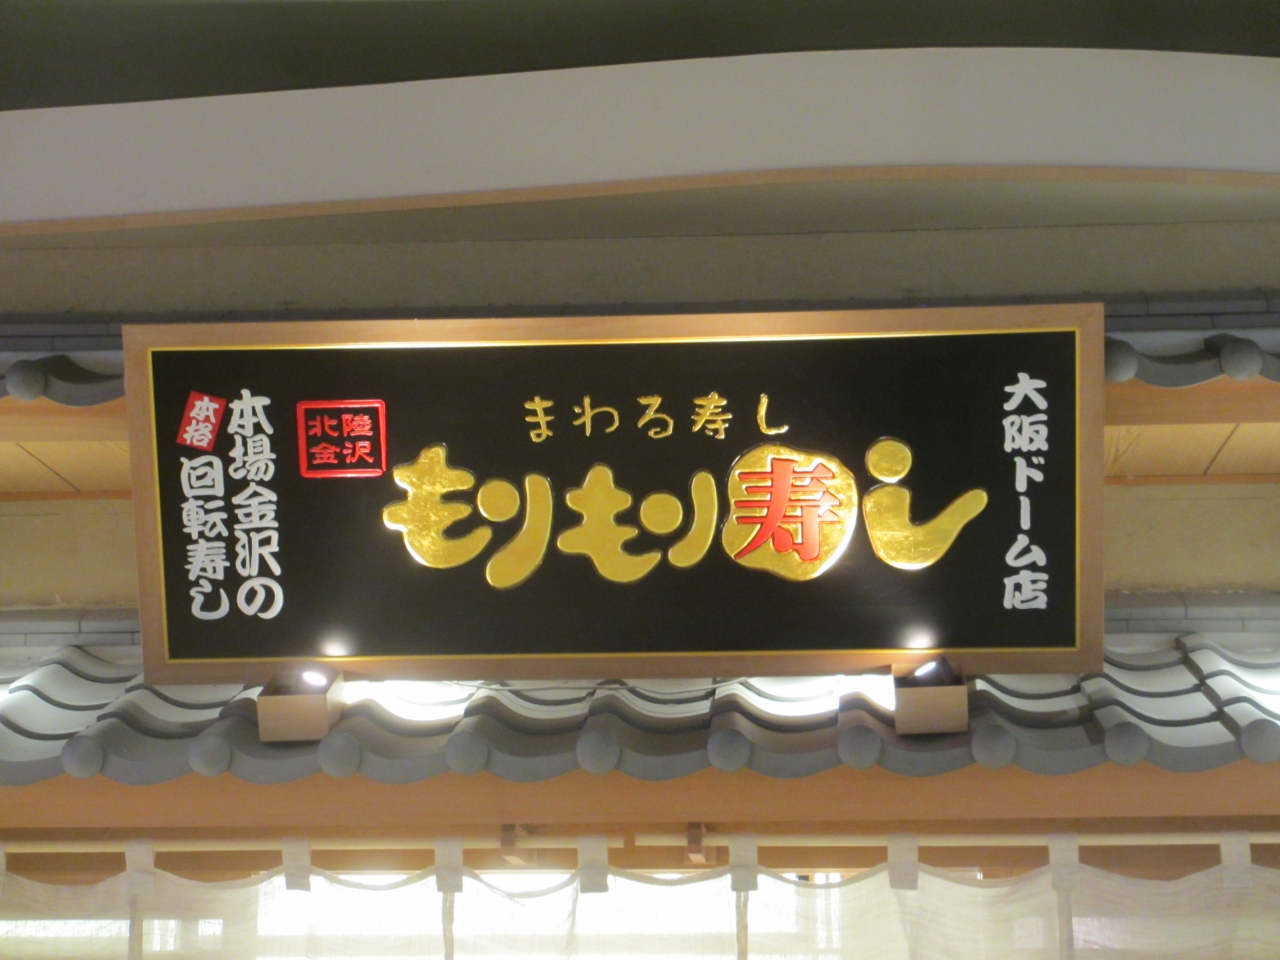 まわる寿し
もりもり寿し
大阪ドーム店
北陸
金沢
本場金沢の
本格
回転寿し